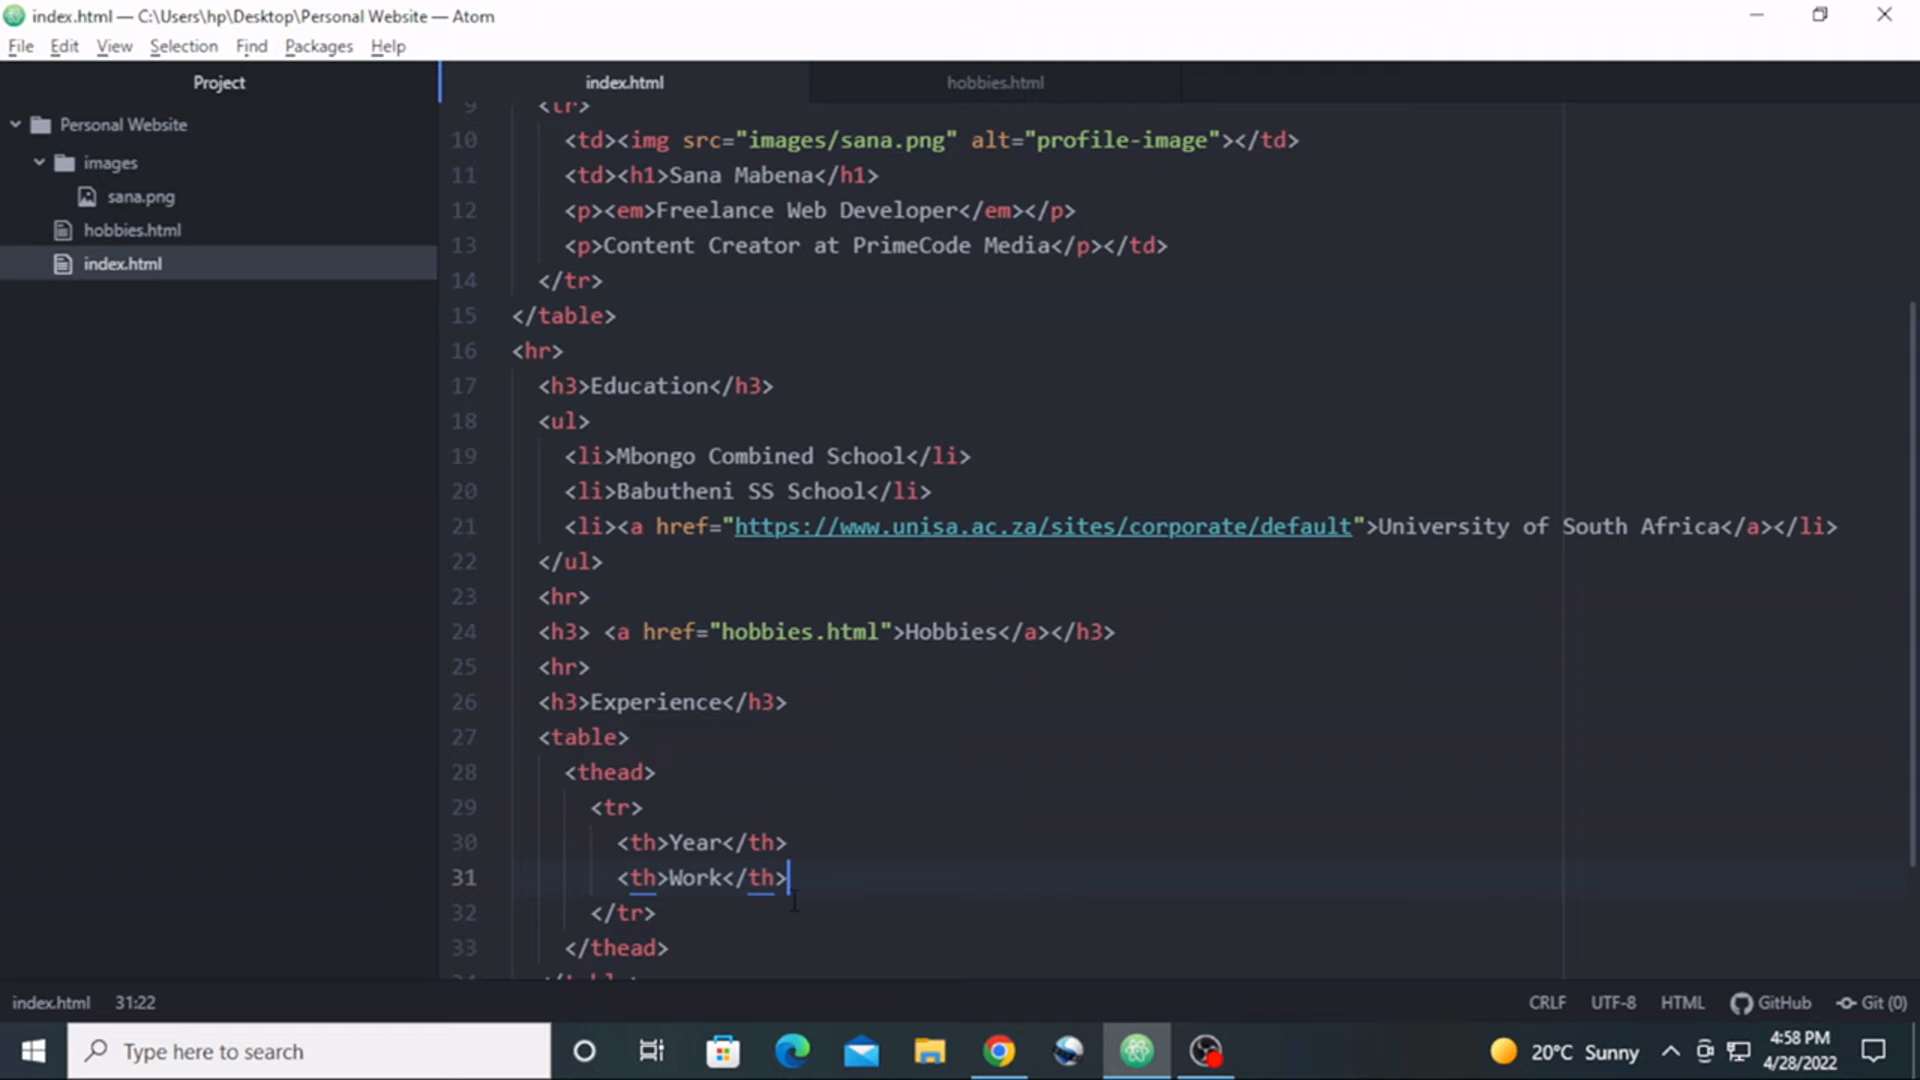 index.html — C:\Users\hp\Desktop\Personal Website — Atom
File Edit View Selection Find Packages Help
Project
index.html
hobbies.html
Personal Website
images
sana.png
hobbies.html
index.html
9 <tr>
10 <td><img src="images/sana.png" alt="profile-image"></td>
11 <td><h1>Sana Mabena</h1>
12 <p><em>Freelance Web Developer</em></p>
13 <p>Content Creator at PrimeCode Media</p></td>
14 </tr>
15 </table>
16 <hr>
17 <h3>Education</h3>
18 <ul>
19 <li>Mbongo Combined School</li>
20 <li>Babutheni SS School</li>
21 <li><a href="https://www.unisa.ac.za/sites/corporate/default">University of South Africa</a></li>
22 </ul>
23 <hr>
24 <h3> <a href="hobbies.html">Hobbies</a></h3>
25 <hr>
26 <h3>Experience</h3>
27 <table>
28 <thead>
29 <tr>
30 <th>Year</th>
31 <th>Work</th>
32 </tr>
33 </thead>
34 </table>
index.html 31:22 CRLF UTF-8 HTML GitHub Git (0)
Type here to search
20°C Sunny
4:58 PM
4/28/2022